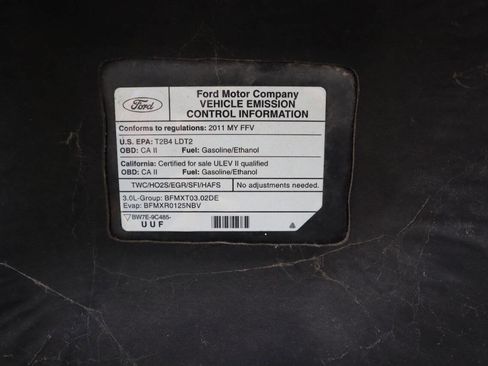 Ford
Ford Motor Company
VEHICLE EMISSION
CONTROL INFORMATION
Conforms to regulations: 2011 MY FFV
U.S. EPA: T2B4 LDT2
OBD: CA II Fuel: Gasoline/Ethanol
California: Certified for sale ULEV II qualified
OBD: CA II Fuel: Gasoline/Ethanol
TWC/HO2S/EGR/SFI/HAFS No adjustments needed.
3.0L-Group: BFMXT03.02DE
Evap: BFMXR0125NBV
BW7E-9C485-
UUF